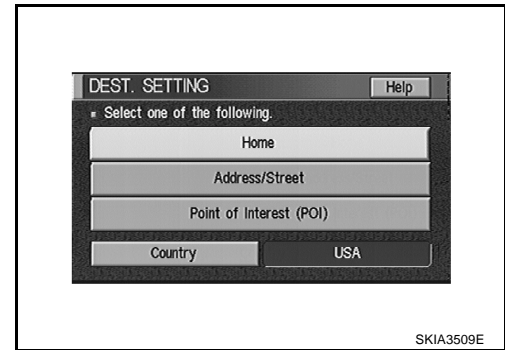 DEST. SETTING Help
Select one of the following.
Home
Address/Street
Point of Interest (POI)
Country USA
SKIA3509E